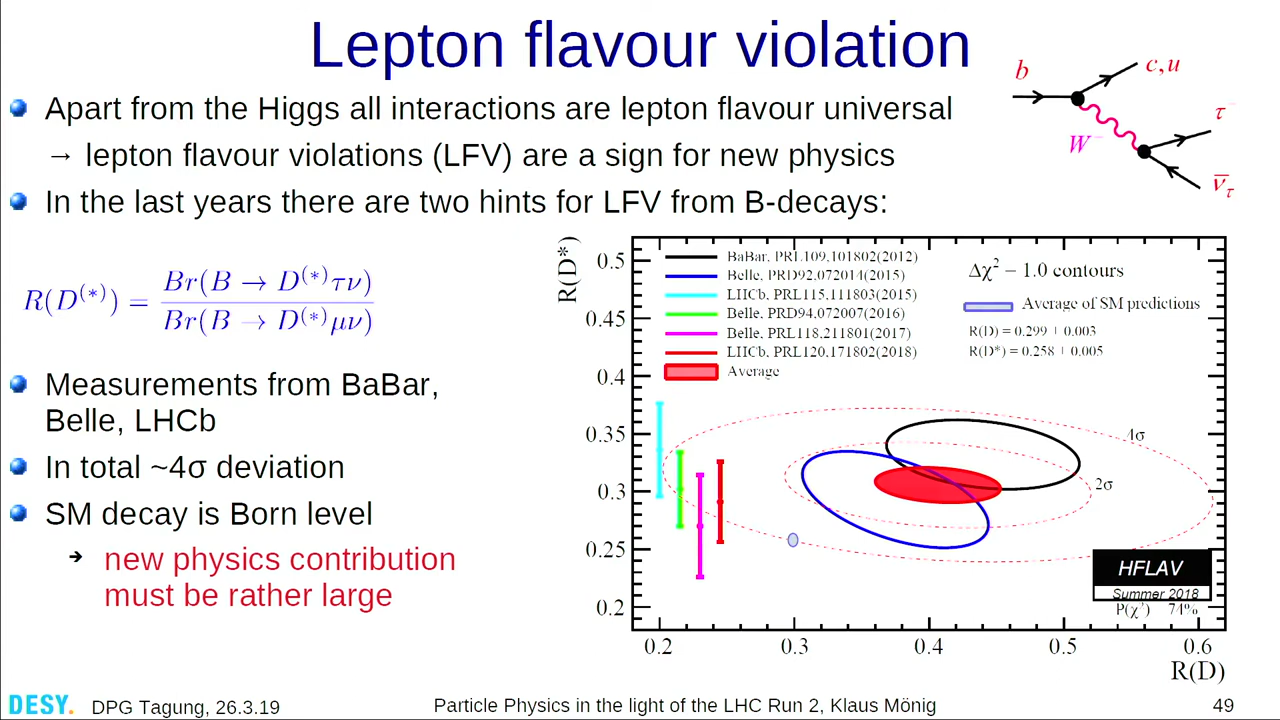 Lepton flavour violation
Apart from the Higgs all interactions are lepton flavour universal
→ lepton flavour violations (LFV) are a sign for new physics
In the last years there are two hints for LFV from B-decays:
b
c,u
W⁻
τ⁻
ν̅τ
R(D(*)) = Br(B → D(*)τν) / Br(B → D(*)μν)
Measurements from BaBar,
Belle, LHCb
In total ~4σ deviation
SM decay is Born level
new physics contribution
must be rather large
R(D*)
0.5
0.45
0.4
0.35
0.3
0.25
0.2
BaBar, PRL109,101802(2012)
Belle, PRD92,072014(2015)
LHCb, PRL115,111803(2015)
Belle, PRD94,072007(2016)
Belle, PRL118,211801(2017)
LHCb, PRL120,171802(2018)
Average
Δχ² = 1.0 contours
Average of SM predictions
R(D) = 0.299 ± 0.003
R(D*) = 0.258 ± 0.005
4σ
2σ
HFLAV
Summer 2018
P(χ²) 74%
0.2
0.3
0.4
0.5
0.6
R(D)
DESY.
DPG Tagung, 26.3.19
Particle Physics in the light of the LHC Run 2, Klaus Mönig
49